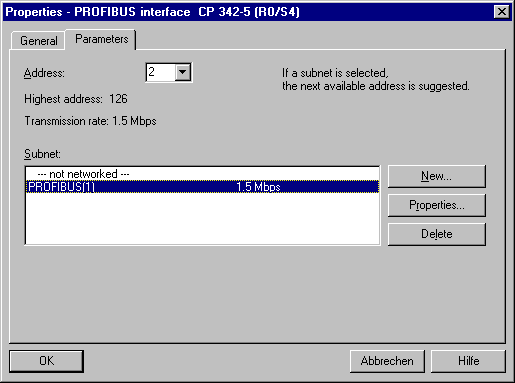 Properties - PROFIBUS interface CP 342-5 (R0/S4)
General Parameters
Address: 2
If a subnet is selected,
the next available address is suggested.
Highest address: 126
Transmission rate: 1.5 Mbps
Subnet:
--- not networked ---
PROFIBUS(1) 1.5 Mbps
New...
Properties...
Delete
OK Abbrechen Hilfe